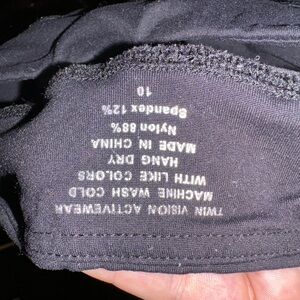 TWIN VISION ACTIVEWEAR
MACHINE WASH COLD
WITH LIKE COLORS
HANG DRY
MADE IN CHINA
Nylon 88%
Spandex 12%
10